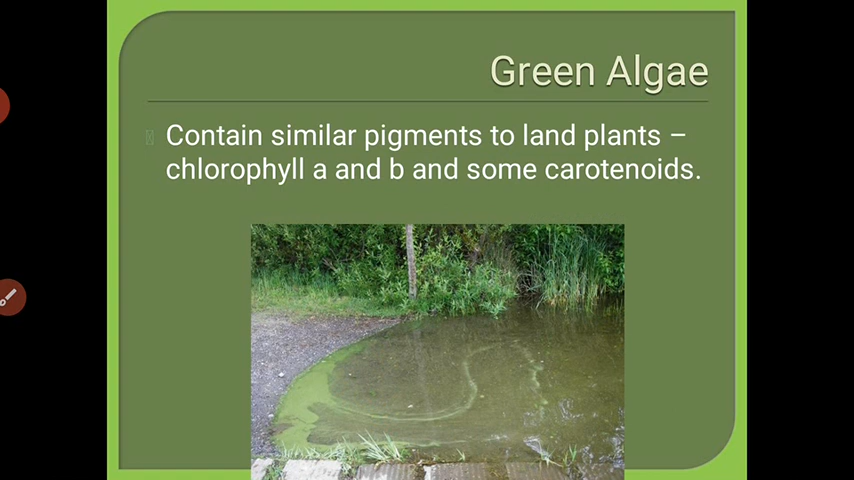 Green Algae
Contain similar pigments to land plants –
chlorophyll a and b and some carotenoids.